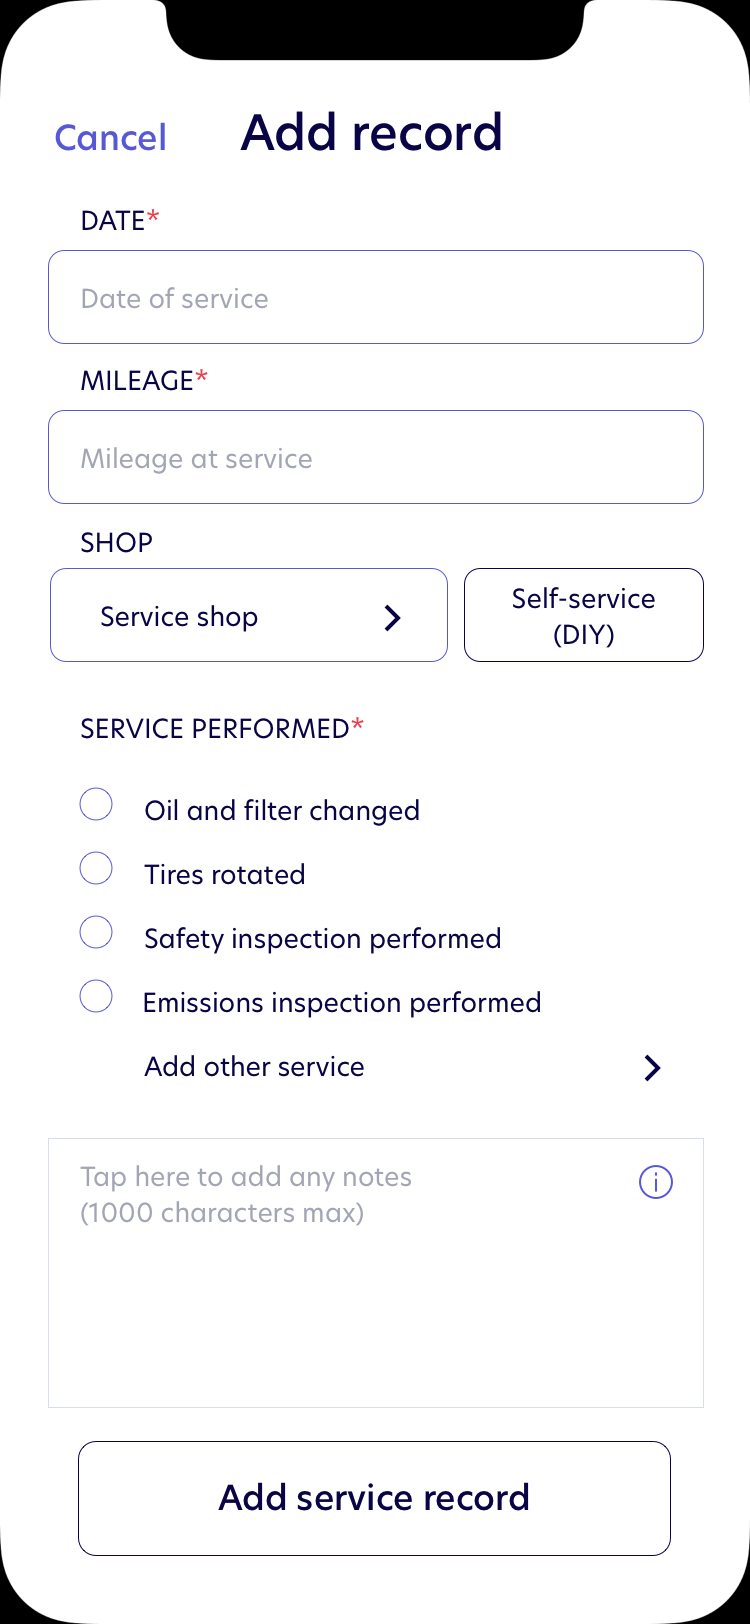 Cancel Add record
DATE*
Date of service
MILEAGE*
Mileage at service
SHOP
Service shop
Self-service
(DIY)
SERVICE PERFORMED*
Oil and filter changed
Tires rotated
Safety inspection performed
Emissions inspection performed
Add other service
Tap here to add any notes
(1000 characters max)
Add service record